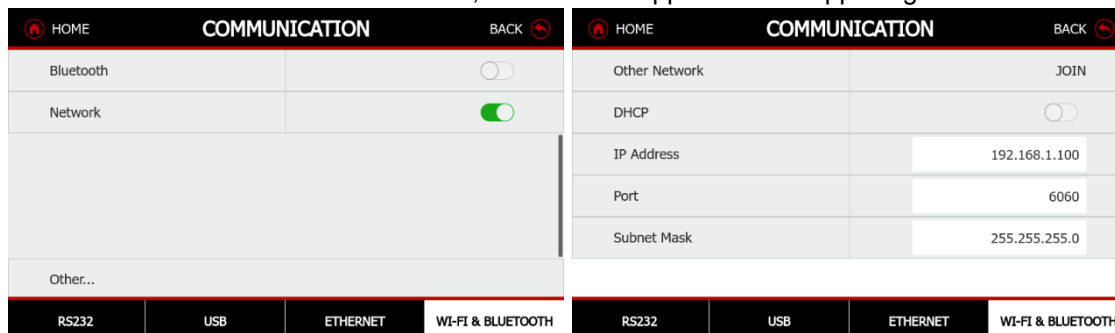 HOME COMMUNICATION BACK
Bluetooth
Network
Other...
RS232 USB ETHERNET WI-FI & BLUETOOTH
HOME COMMUNICATION BACK
Other Network JOIN
DHCP
IP Address 192.168.1.100
Port 6060
Subnet Mask 255.255.255.0
RS232 USB ETHERNET WI-FI & BLUETOOTH